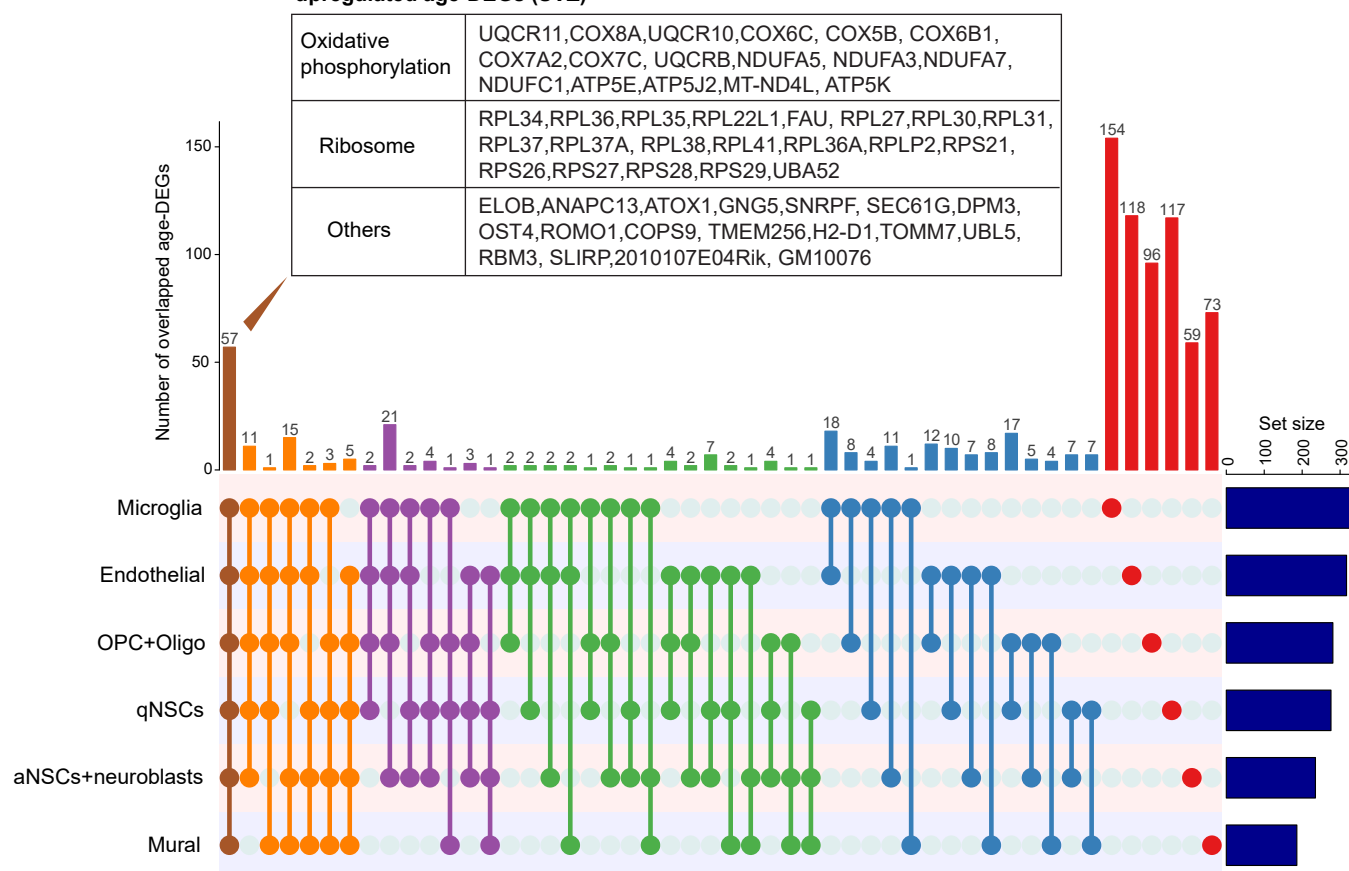 upregulated age-DEGs (SVZ)
Oxidative
phosphorylation
UQCR11,COX8A,UQCR10,COX6C, COX5B, COX6B1,
COX7A2,COX7C, UQCRB,NDUFA5, NDUFA3,NDUFA7,
NDUFC1,ATP5E,ATP5J2,MT-ND4L, ATP5K
Ribosome
RPL34,RPL36,RPL35,RPL22L1,FAU, RPL27,RPL30,RPL31,
RPL37,RPL37A, RPL38,RPL41,RPL36A,RPLP2,RPS21,
RPS26,RPS27,RPS28,RPS29,UBA52
Others
ELOB,ANAPC13,ATOX1,GNG5,SNRPF, SEC61G,DPM3,
OST4,ROMO1,COPS9, TMEM256,H2-D1,TOMM7,UBL5,
RBM3, SLIRP,2010107E04Rik, GM10076
Number of overlapped age-DEGs
150
100
50
0
57 11 1 15 2 3 5 2 21 2 4 1 3 1 2 2 2 2 1 2 1 1 4 2 7 2 1 4 1 1 18 8 4 11 1 12 10 7 8 17 5 4 7 7 154 118 96 117 59 73
Set size
0 100 200 300
Microglia
Endothelial
OPC+Oligo
qNSCs
aNSCs+neuroblasts
Mural